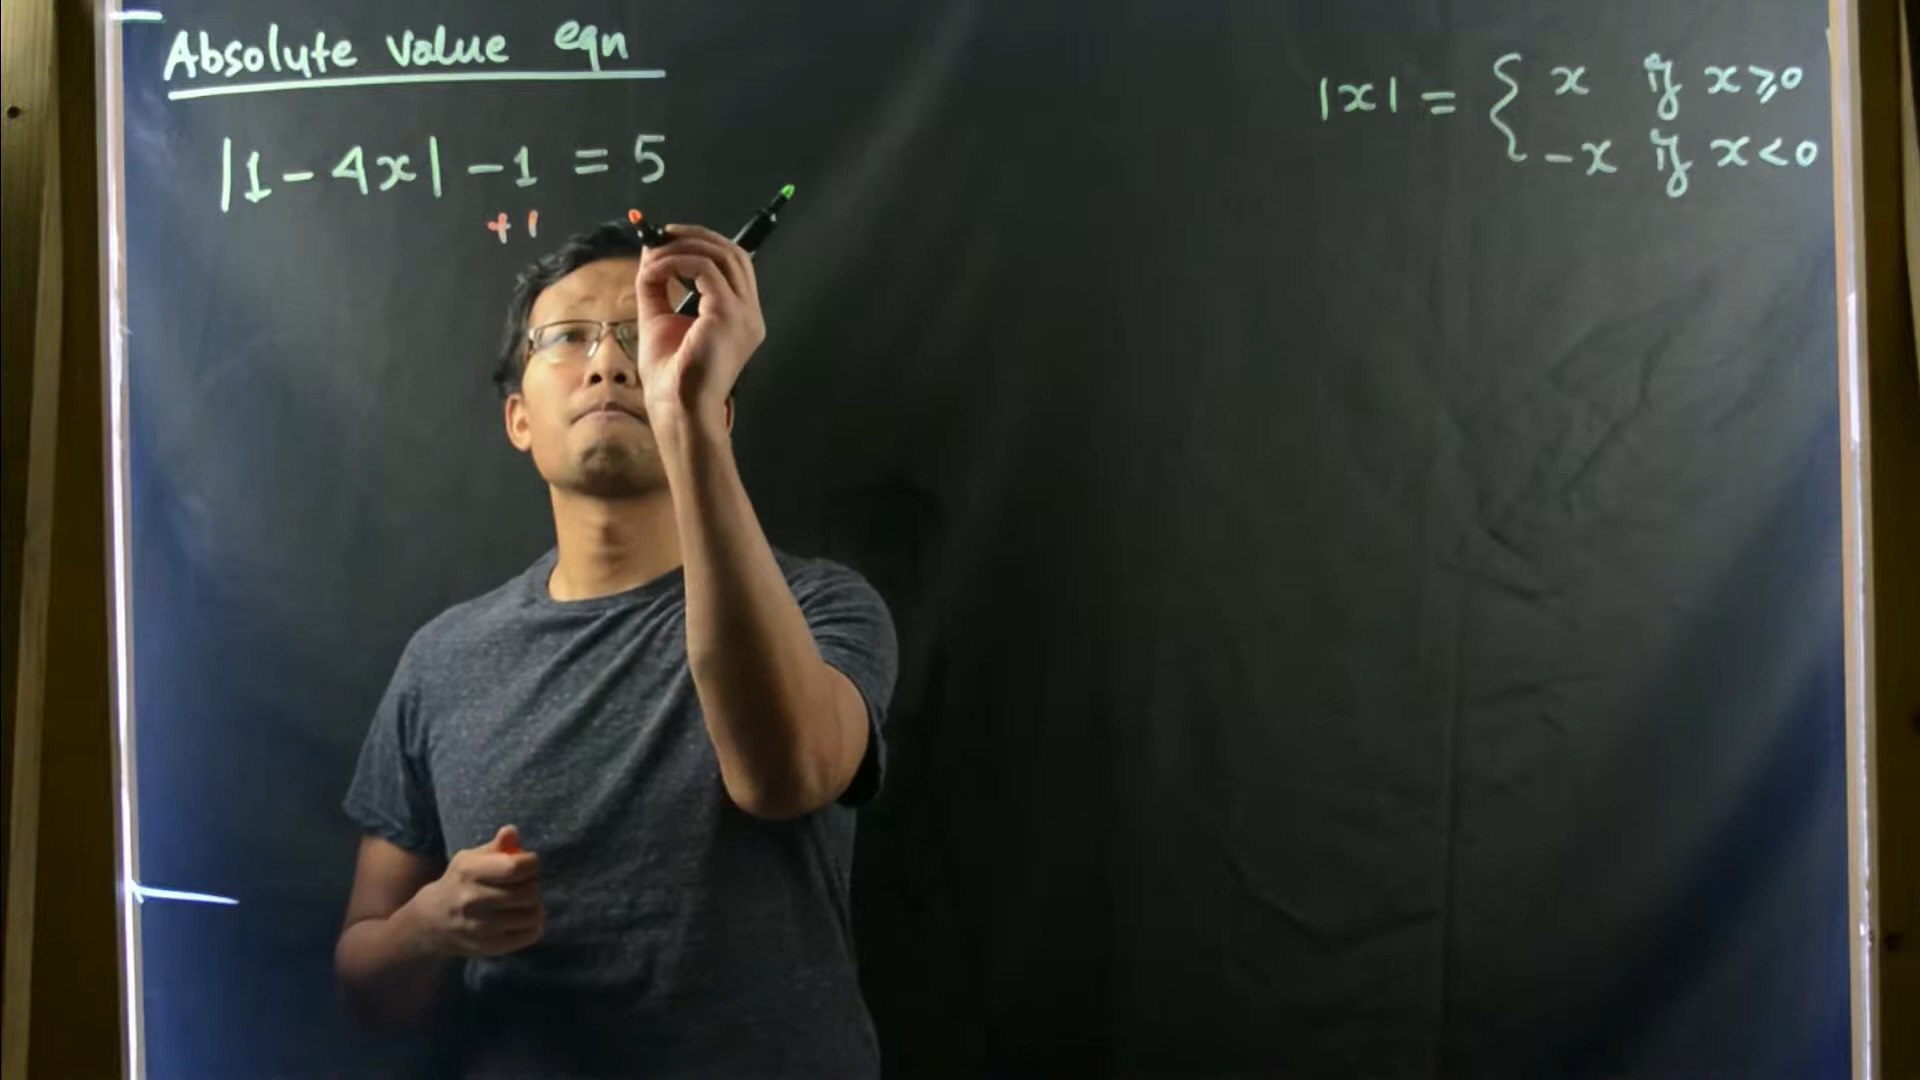 Absolute value eqn
|1 - 4x| - 1 = 5
+1
|x| = { x if x ⩾ 0
-x if x < 0